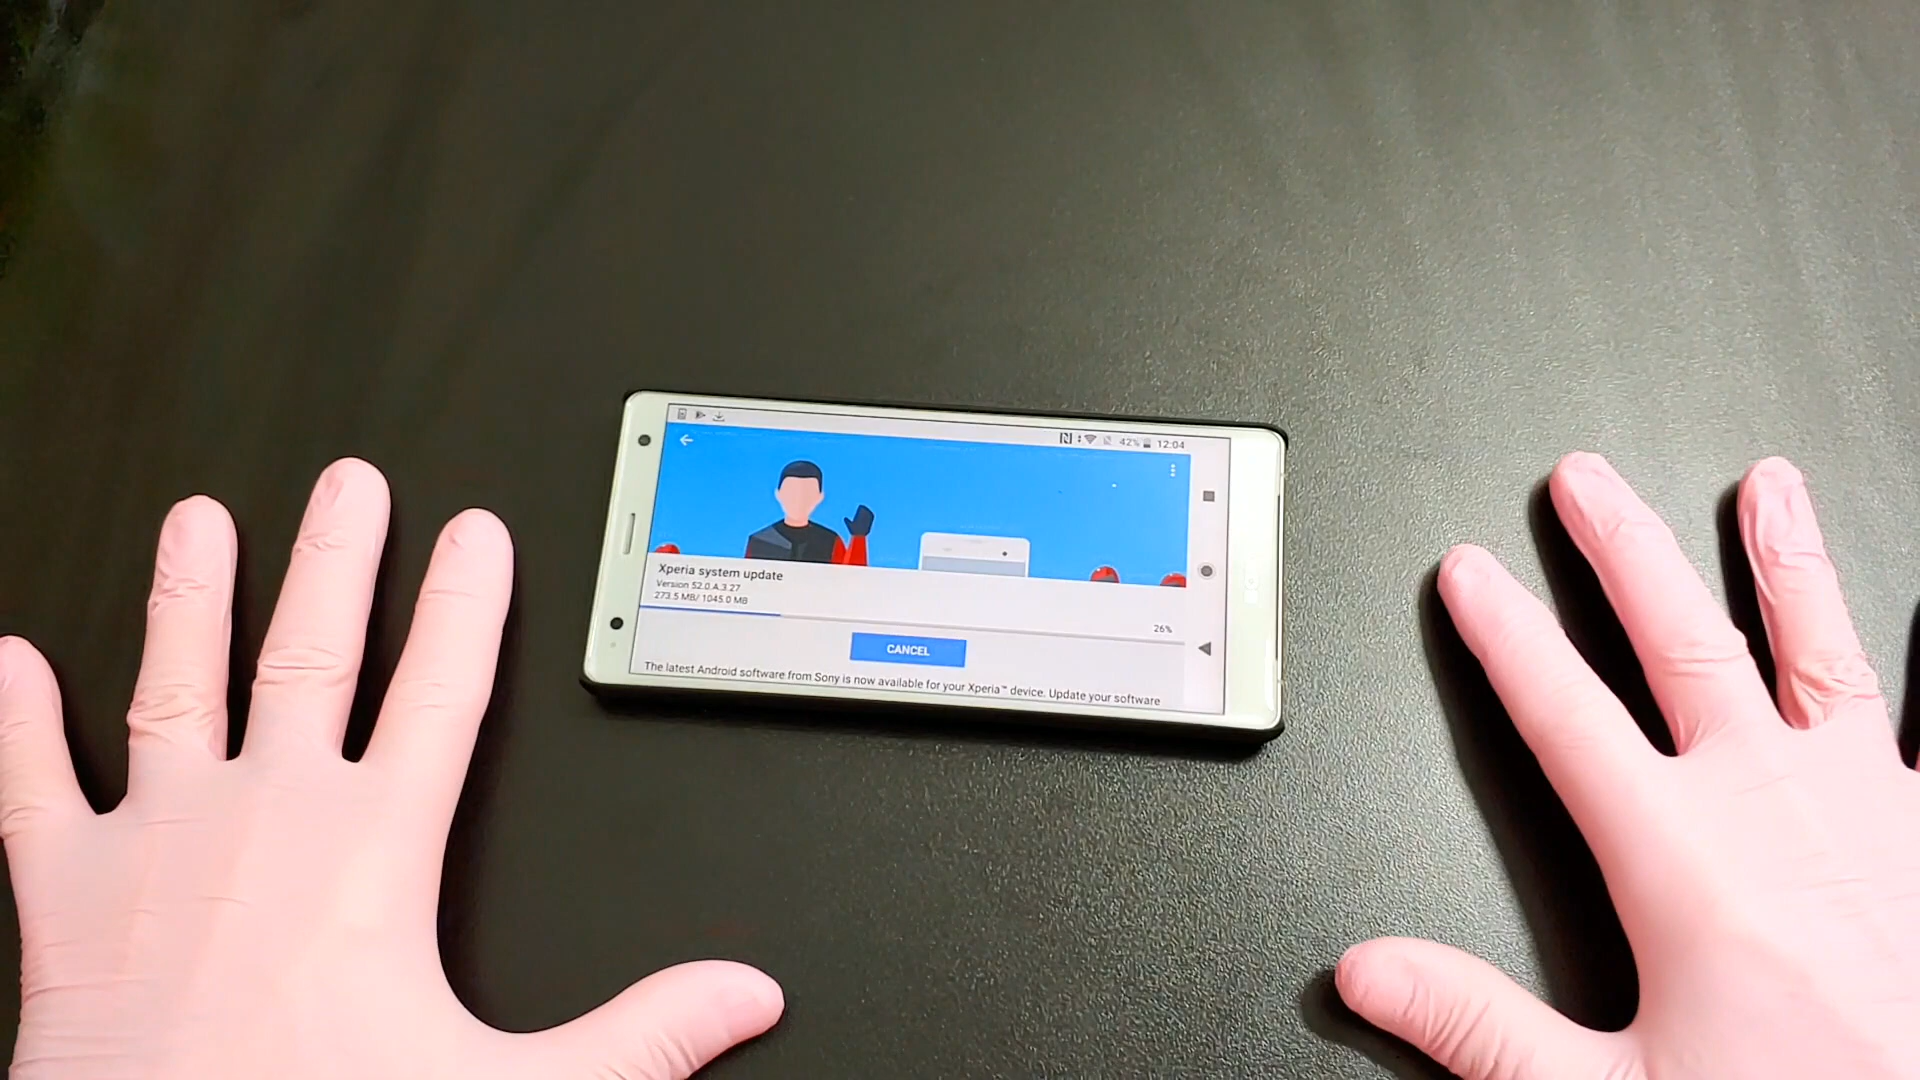 42% 12:04
Xperia system update
Version 52.0.A.3.27
273.5 MB/ 1045.0 MB
26%
CANCEL
The latest Android software from Sony is now available for your Xperia™ device. Update your software